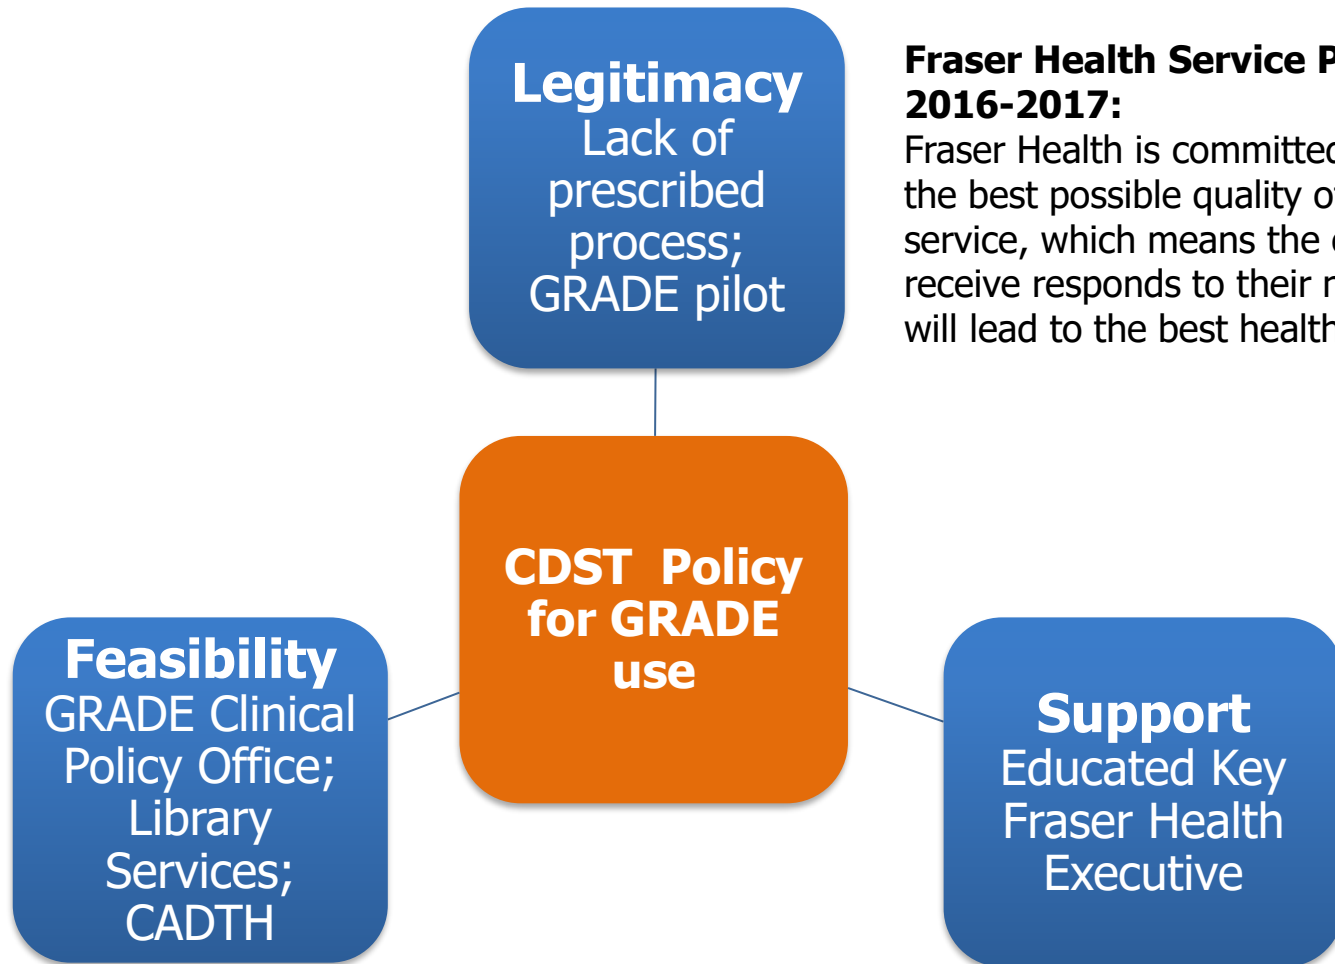 Legitimacy
Lack of
prescribed
process;
GRADE pilot
Fraser Health Service
2016-2017:
Fraser Health is
the best possible quality
service, which means the
receive responds to their
will lead to the best health
CDST Policy
for GRADE
use
Feasibility
GRADE Clinical
Policy Office;
Library
Services;
CADTH
Support
Educated Key
Fraser Health
Executive